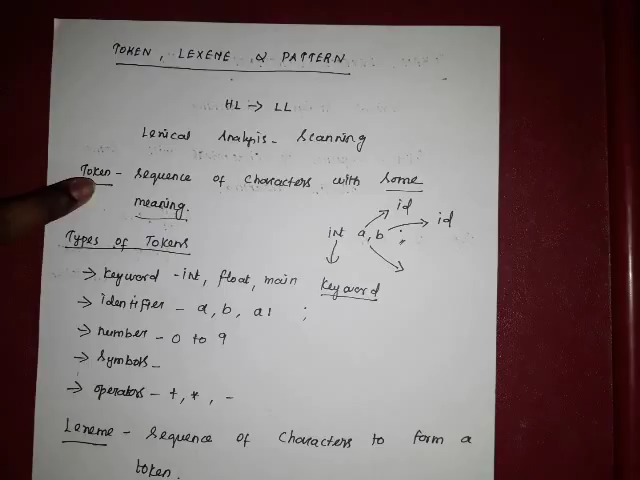 TOKEN, LEXEME, & PATTERN
HL → LL
Lexical Analysis - Scanning
Token - Sequence of characters with some
meaning.
int a, b ;
id
id
keyword
Types of Tokens
→ keyword - int, float, main
→ identifier - a, b, a1 ;
→ number - 0 to 9
→ Symbols -
→ operators - +, *, -
Lexeme - Sequence of characters to form a
token.